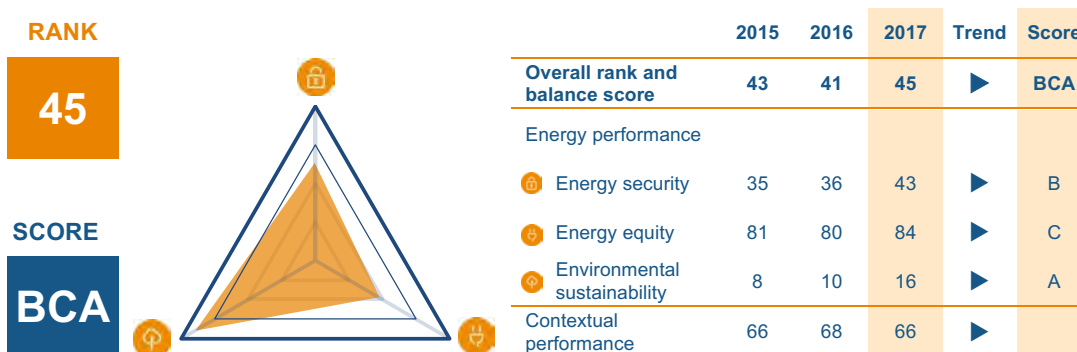 RANK
45
SCORE
BCA
2015 2016 2017 Trend Score
Overall rank and
balance score 43 41 45 BCA
Energy performance
Energy security 35 36 43 B
Energy equity 81 80 84 C
Environmental
sustainability 8 10 16 A
Contextual
performance 66 68 66